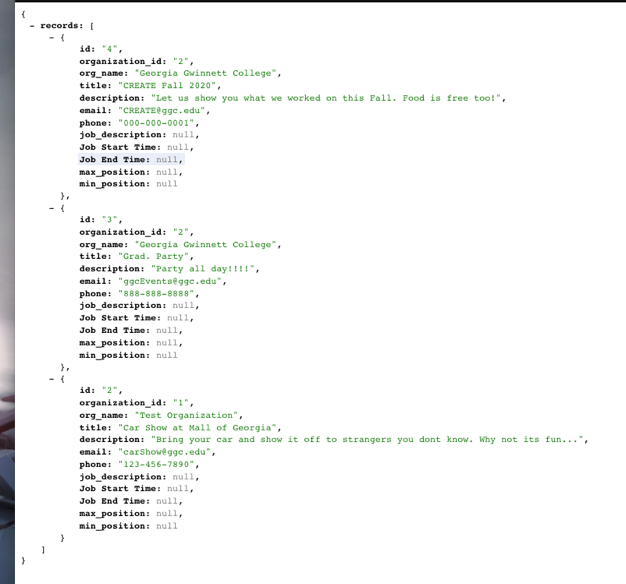 {
- records: [
- {
id: "4",
organization_id: "2",
org_name: "Georgia Gwinnett College",
title: "CREATE Fall 2020",
description: "Let us show you what we worked on this Fall. Food is free too!",
email: "CREATE@ggc.edu",
phone: "000-000-0001",
job_description: null,
Job Start Time: null,
Job End Time: null,
max_position: null,
min_position: null
},
- {
id: "3",
organization_id: "2",
org_name: "Georgia Gwinnett College",
title: "Grad. Party",
description: "Party all day!!!!",
email: "ggcEvents@ggc.edu",
phone: "888-888-8888",
job_description: null,
Job Start Time: null,
Job End Time: null,
max_position: null,
min_position: null
},
- {
id: "2",
organization_id: "1",
org_name: "Test Organization",
title: "Car Show at Mall of Georgia",
description: "Bring your car and show it off to strangers you dont know. Why not its fun...",
email: "carShow@ggc.edu",
phone: "123-456-7890",
job_description: null,
Job Start Time: null,
Job End Time: null,
max_position: null,
min_position: null
}
]
}